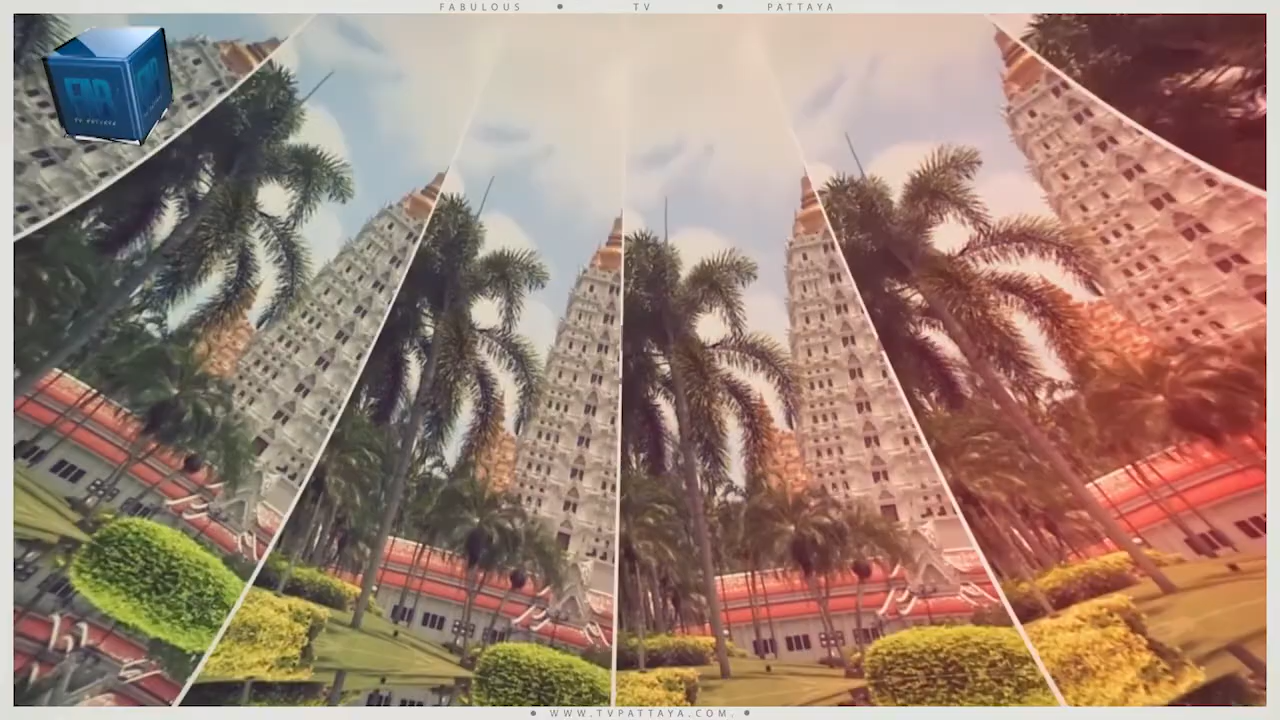 FABULOUS • TV • PATTAYA
• WWW.TVPATTAYA.COM. •